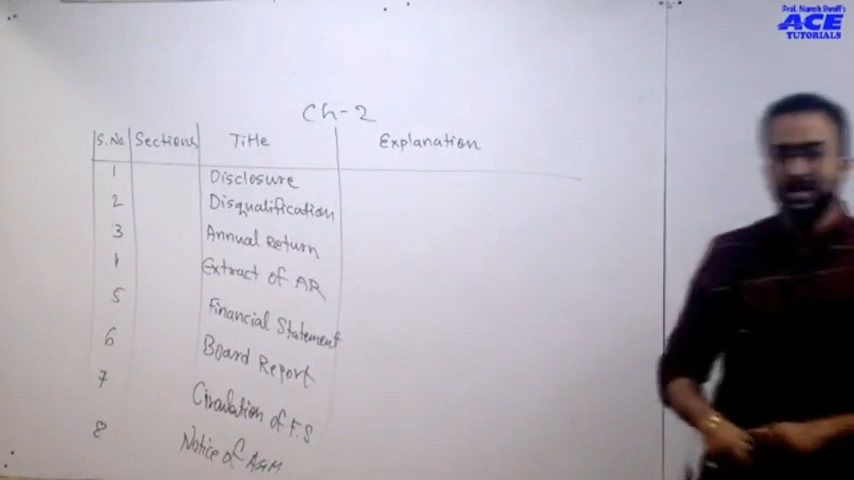 Prof. Naresh Shroff's
ACE
TUTORIALS
Ch-2
S.No Sections Title Explanation
1 Disclosure
2 Disqualification
3 Annual Return
4 Extract of AR
5 Financial Statement
6 Board Report
7 Circulation of F.S
8 Notice of AGM